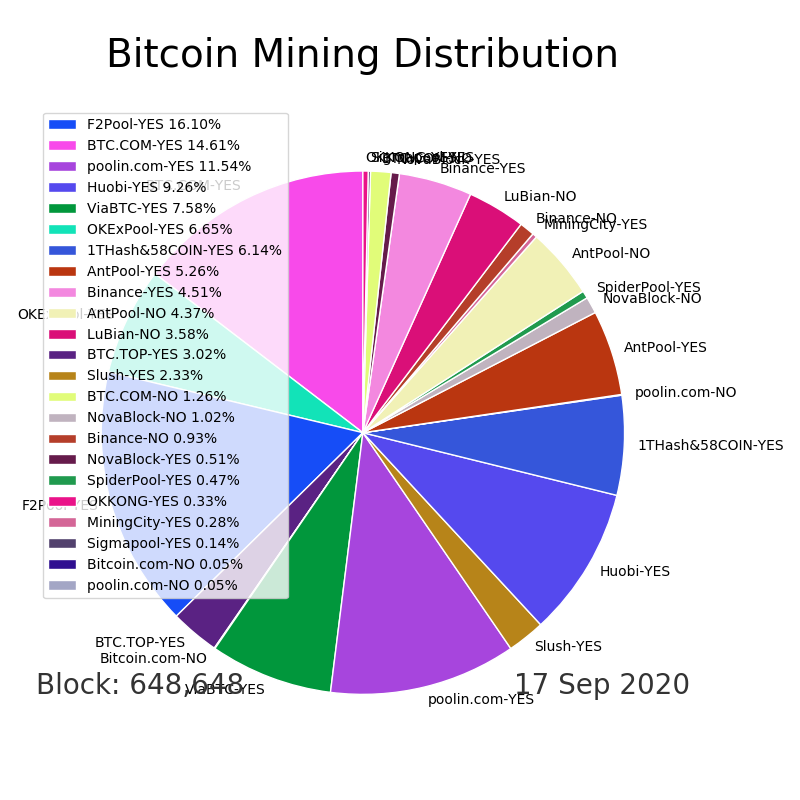 Bitcoin Mining Distribution
F2Pool-YES 16.10%
BTC.COM-YES 14.61%
poolin.com-YES 11.54%
Huobi-YES 9.26%
ViaBTC-YES 7.58%
OKExPool-YES 6.65%
1THash&58COIN-YES 6.14%
AntPool-YES 5.26%
Binance-YES 4.51%
AntPool-NO 4.37%
LuBian-NO 3.58%
BTC.TOP-YES 3.02%
Slush-YES 2.33%
BTC.COM-NO 1.26%
NovaBlock-NO 1.02%
Binance-NO 0.93%
NovaBlock-YES 0.51%
SpiderPool-YES 0.47%
OKKONG-YES 0.33%
MiningCity-YES 0.28%
Sigmapool-YES 0.14%
Bitcoin.com-NO 0.05%
poolin.com-NO 0.05%
Binance-YES
LuBian-NO
Binance-NO
MiningCity-YES
AntPool-NO
SpiderPool-YES
NovaBlock-NO
AntPool-YES
poolin.com-NO
1THash&58COIN-YES
Huobi-YES
Slush-YES
poolin.com-YES
ViaBTC-YES
Bitcoin.com-NO
BTC.TOP-YES
F2Pool-YES
BTC.COM-YES
Block: 648,648
17 Sep 2020